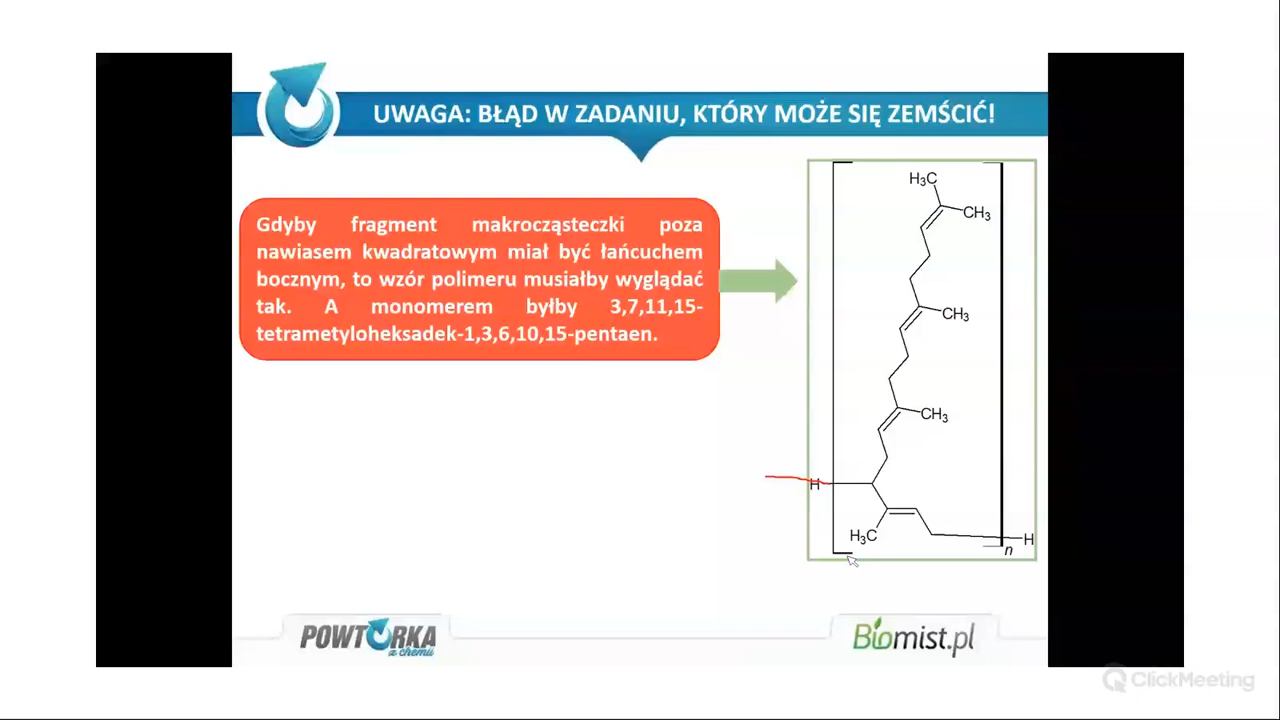 UWAGA: BŁĄD W ZADANIU, KTÓRY MOŻE SIĘ ZEMŚCIĆ!
Gdyby fragment makrocząsteczki poza
nawiasem kwadratowym miał być łańcuchem
bocznym, to wzór polimeru musiałby wyglądać
tak. A monomerem byłby 3,7,11,15-
tetrametyloheksadek-1,3,6,10,15-pentaen.
H₃C
CH₃
CH₃
CH₃
H
H₃C
H
n
POWTÓRKA
z chemii
Biomist.pl
ClickMeeting